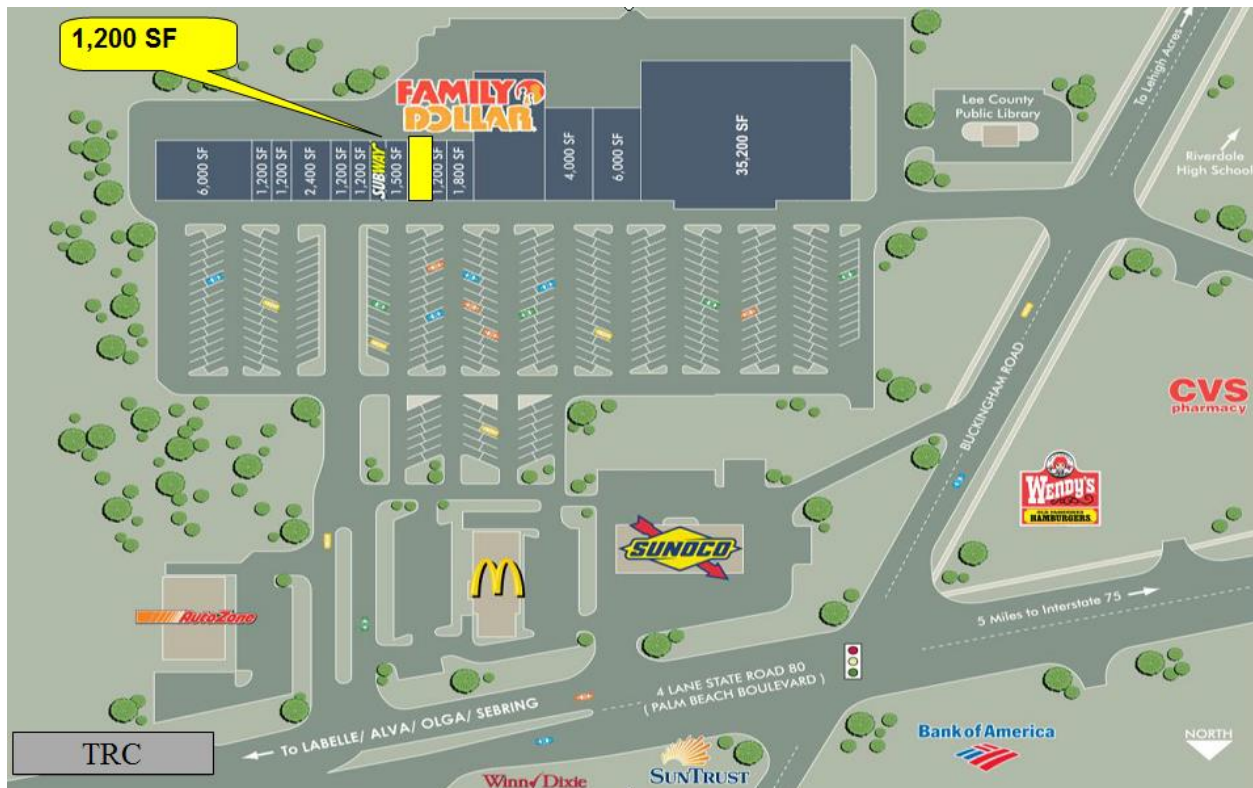 1,200 SF
FAMILY
DOLLAR
6,000 SF
1,200 SF
1,200 SF
2,400 SF
1,200 SF
1,200 SF
SUBWAY
1,500 SF
1,200 SF
1,800 SF
4,000 SF
6,000 SF
35,200 SF
Lee County
Public Library
To Lehigh Acres
Riverdale
High School
BUCKINGHAM ROAD
CVS
pharmacy
WENDY'S
OLD FASHIONED
HAMBURGERS
SUNOCO
AutoZone
5 Miles to Interstate 75
4 LANE STATE ROAD 80
( PALM BEACH BOULEVARD )
To LABELLE/ ALVA/ OLGA/ SEBRING
TRC
Winn Dixie
SUNTRUST
Bank of America
NORTH